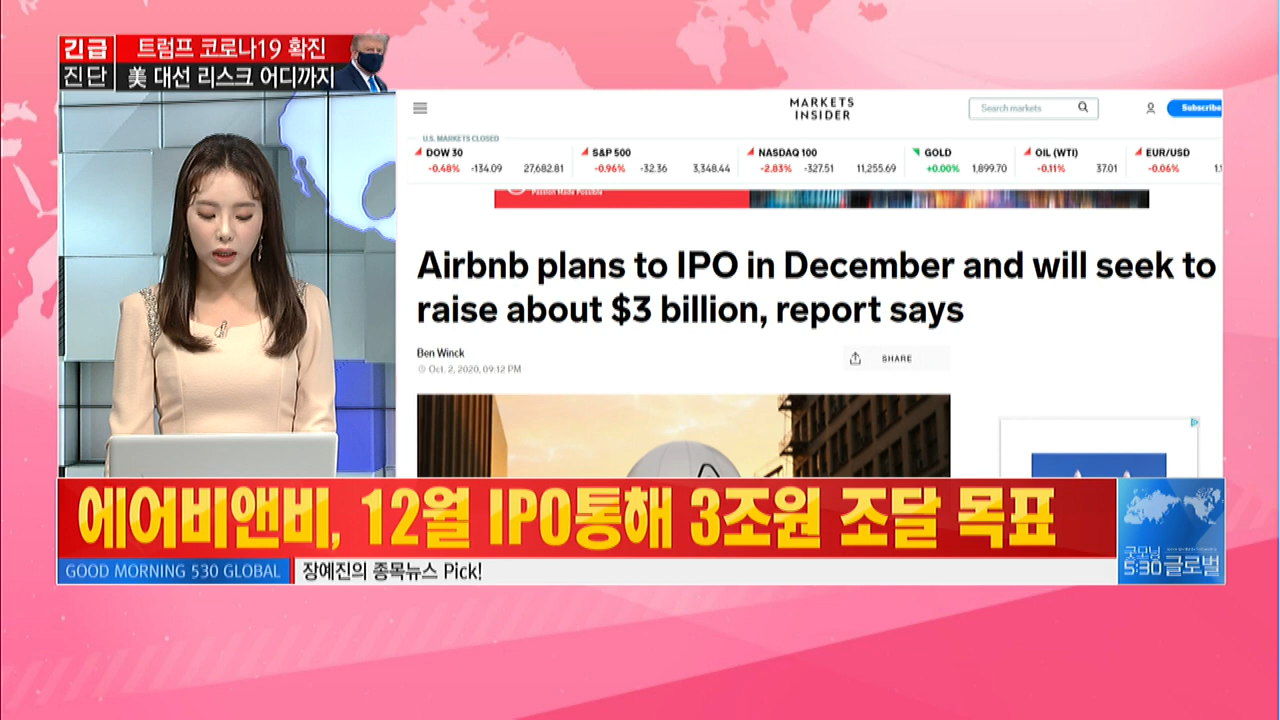 긴급 트럼프 코로나19 확진
진단 美 대선 리스크 어디까지
MARKETS
INSIDER
Search markets
Subscribe
U.S. MARKETS CLOSED
DOW 30
-0.48% -134.09 27,682.81
S&P 500
-0.96% -32.36 3,348.44
NASDAQ 100
-2.83% -327.51 11,255.69
GOLD
+0.00% 1,899.70
OIL (WTI)
-0.11% 37.01
EUR/USD
-0.06%
Passion Made Possible
Airbnb plans to IPO in December and will seek to
raise about $3 billion, report says
Ben Winck
Oct. 2, 2020, 09:12 PM
SHARE
에어비앤비, 12월 IPO통해 3조원 조달 목표
GOOD MORNING 530 GLOBAL
장예진의 종목뉴스 Pick!
굿모닝
5:30 글로벌